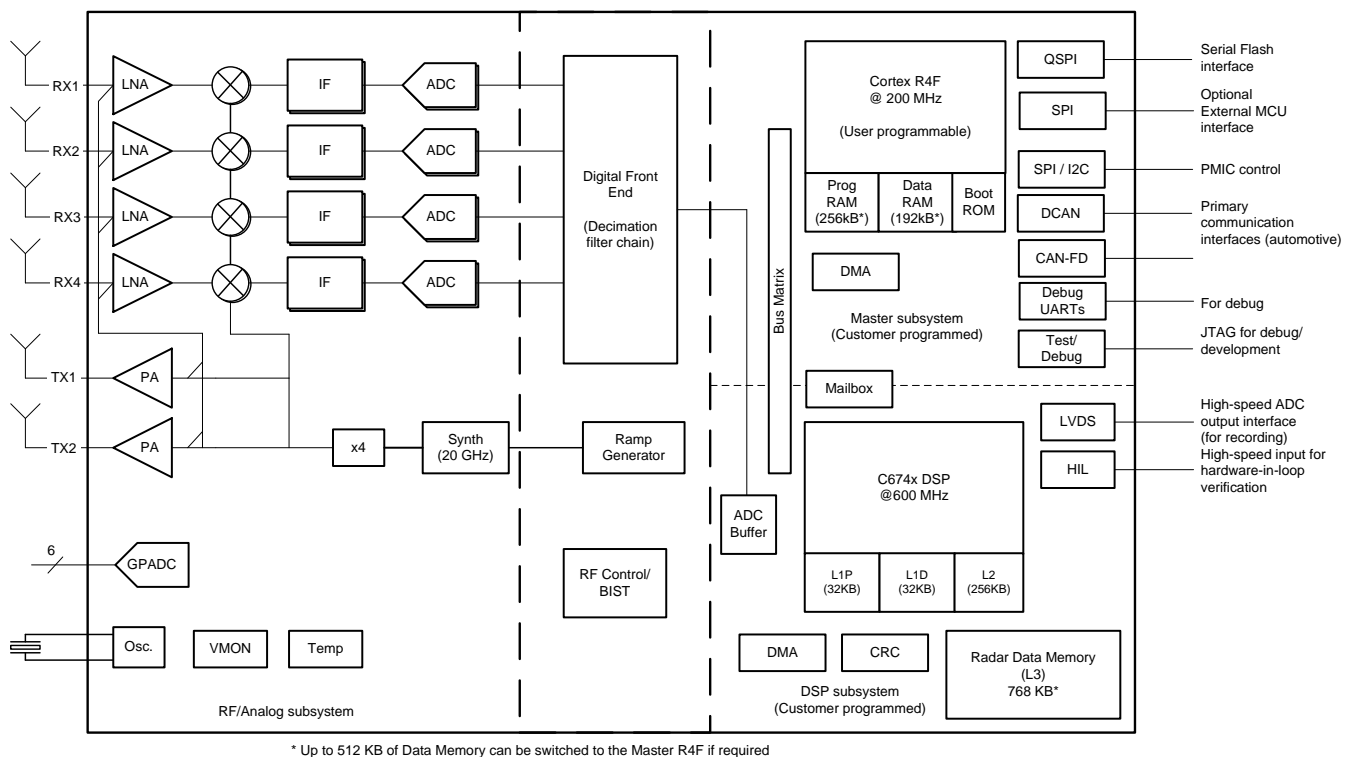 RX1
LNA
IF
ADC
RX2
LNA
IF
ADC
RX3
LNA
IF
ADC
RX4
LNA
IF
ADC
TX1
PA
TX2
PA
x4
Synth
(20 GHz)
Ramp
Generator
Digital Front
End
(Decimation
filter chain)
6
GPADC
Osc.
VMON
Temp
RF/Analog subsystem
RF Control/
BIST
ADC
Buffer
Bus Matrix
Cortex R4F
@ 200 MHz
(User programmable)
Prog
RAM
(256kB*)
Data
RAM
(192kB*)
Boot
ROM
DMA
Master subsystem
(Customer programmed)
Mailbox
QSPI
Serial Flash
interface
SPI
Optional
External MCU
interface
SPI / I2C
PMIC control
DCAN
Primary
communication
interfaces (automotive)
CAN-FD
Debug
UARTs
For debug
Test/
Debug
JTAG for debug/
development
LVDS
High-speed ADC
output interface
(for recording)
HIL
High-speed input for
hardware-in-loop
verification
C674x DSP
@600 MHz
L1P
(32KB)
L1D
(32KB)
L2
(256KB)
DMA
CRC
DSP subsystem
(Customer programmed)
Radar Data Memory
(L3)
768 KB*
* Up to 512 KB of Data Memory can be switched to the Master R4F if required